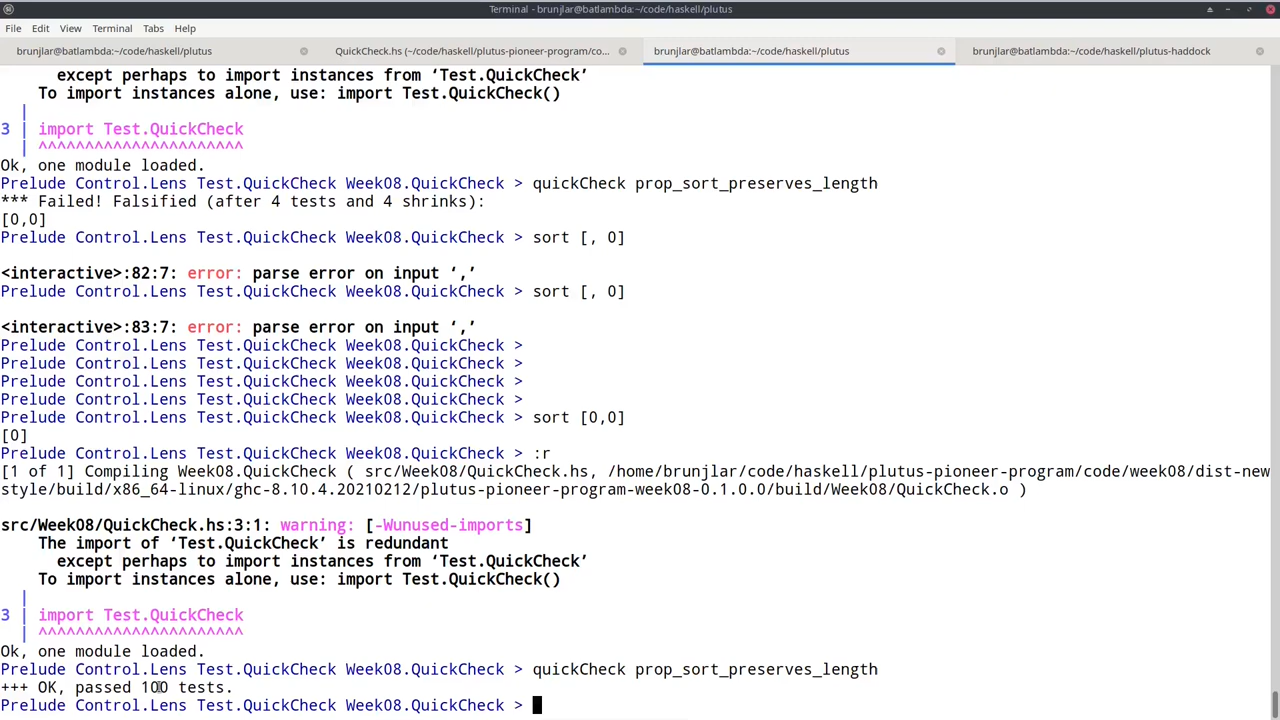 Terminal - brunjlar@batlambda:~/code/haskell/plutus
File Edit View Terminal Tabs Help
brunjlar@batlambda:~/code/haskell/plutus QuickCheck.hs (~/code/haskell/plutus-pioneer-program/co... brunjlar@batlambda:~/code/haskell/plutus brunjlar@batlambda:~/code/haskell/plutus-haddock
except perhaps to import instances from ‘Test.QuickCheck’
To import instances alone, use: import Test.QuickCheck()
|
3 | import Test.QuickCheck
| ^^^^^^^^^^^^^^^^^^^^^^
Ok, one module loaded.
Prelude Control.Lens Test.QuickCheck Week08.QuickCheck > quickCheck prop_sort_preserves_length
*** Failed! Falsified (after 4 tests and 4 shrinks):
[0,0]
Prelude Control.Lens Test.QuickCheck Week08.QuickCheck > sort [, 0]
<interactive>:82:7: error: parse error on input ‘,’
Prelude Control.Lens Test.QuickCheck Week08.QuickCheck > sort [, 0]
<interactive>:83:7: error: parse error on input ‘,’
Prelude Control.Lens Test.QuickCheck Week08.QuickCheck >
Prelude Control.Lens Test.QuickCheck Week08.QuickCheck >
Prelude Control.Lens Test.QuickCheck Week08.QuickCheck >
Prelude Control.Lens Test.QuickCheck Week08.QuickCheck >
Prelude Control.Lens Test.QuickCheck Week08.QuickCheck > sort [0,0]
[0]
Prelude Control.Lens Test.QuickCheck Week08.QuickCheck > :r
[1 of 1] Compiling Week08.QuickCheck ( src/Week08/QuickCheck.hs, /home/brunjlar/code/haskell/plutus-pioneer-program/code/week08/dist-new
style/build/x86_64-linux/ghc-8.10.4.20210212/plutus-pioneer-program-week08-0.1.0.0/build/Week08/QuickCheck.o )
src/Week08/QuickCheck.hs:3:1: warning: [-Wunused-imports]
The import of ‘Test.QuickCheck’ is redundant
except perhaps to import instances from ‘Test.QuickCheck’
To import instances alone, use: import Test.QuickCheck()
|
3 | import Test.QuickCheck
| ^^^^^^^^^^^^^^^^^^^^^^
Ok, one module loaded.
Prelude Control.Lens Test.QuickCheck Week08.QuickCheck > quickCheck prop_sort_preserves_length
+++ OK, passed 100 tests.
Prelude Control.Lens Test.QuickCheck Week08.QuickCheck >